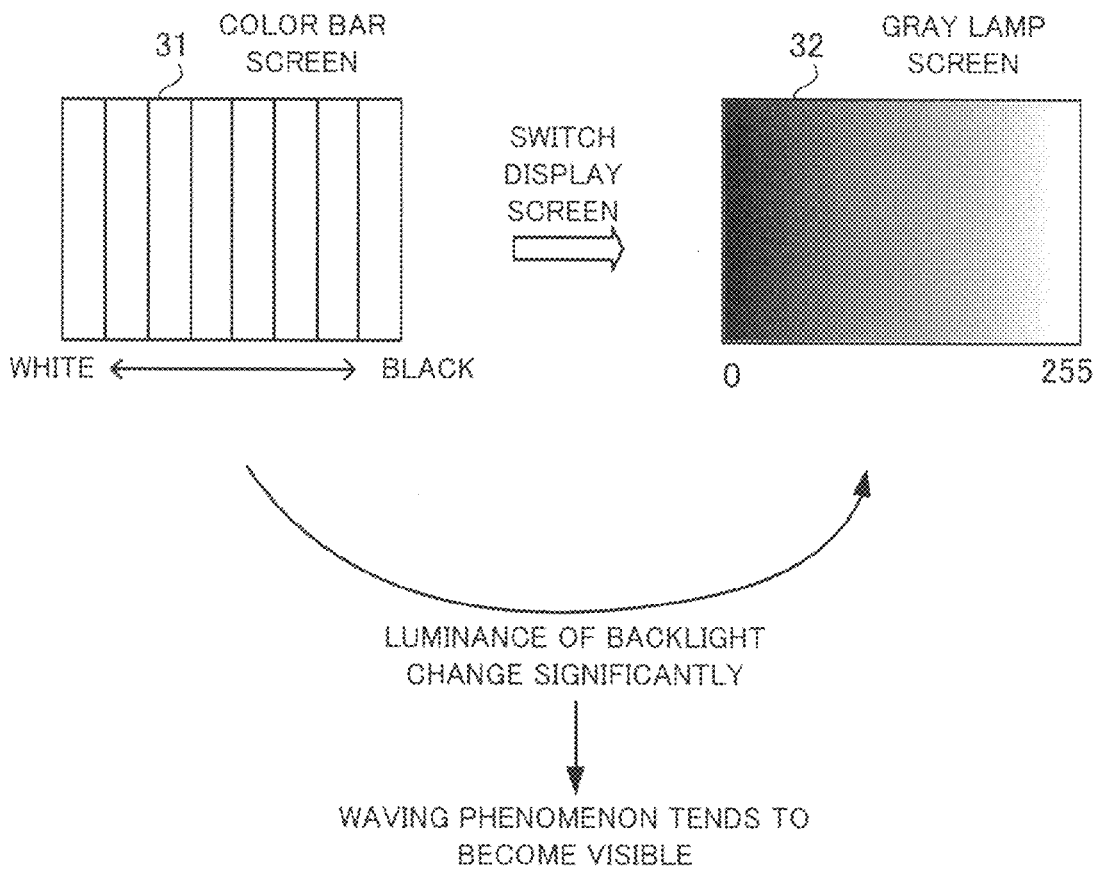 31
COLOR BAR
SCREEN
WHITE
BLACK
SWITCH
DISPLAY
SCREEN
32
GRAY LAMP
SCREEN
0
255
LUMINANCE OF BACKLIGHT
CHANGE SIGNIFICANTLY
WAVING PHENOMENON TENDS TO
BECOME VISIBLE